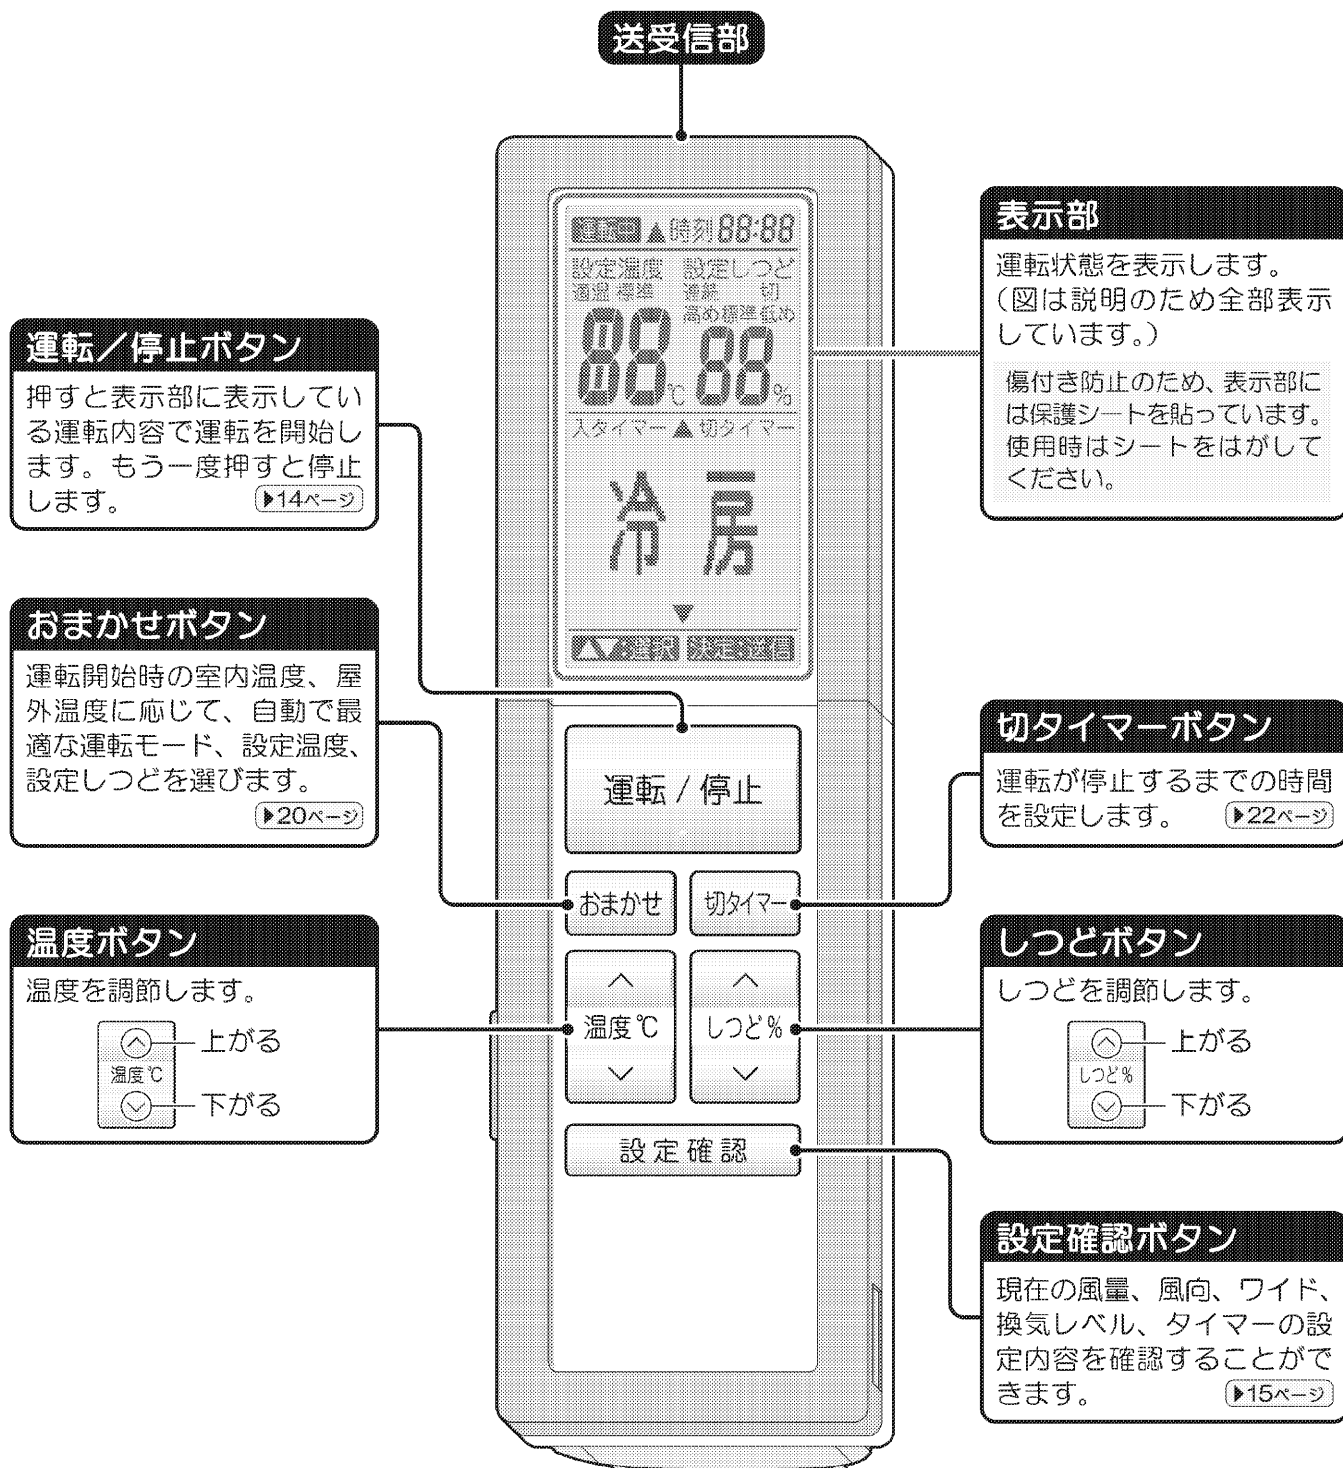 送受信部
運転中 ▲時刻 88:88
設定温度 設定しつど
適温 標準 連続 切
高め標準低め
88℃ 88%
入タイマー ▲ 切タイマー
冷房
▼
▲▼:選択 決定:送信
運転/停止
おまかせ 切タイマー
温度℃ しつど%
設定確認
運転／停止ボタン
押すと表示部に表示してい
る運転内容で運転を開始し
ます。もう一度押すと停止
します。 ▶14ページ
おまかせボタン
運転開始時の室内温度、屋
外温度に応じて、自動で最
適な運転モード、設定温度、
設定しつどを選びます。
▶20ページ
温度ボタン
温度を調節します。
上がる
温度℃
下がる
表示部
運転状態を表示します。
（図は説明のため全部表示
しています。）
傷付き防止のため、表示部に
は保護シートを貼っています。
使用時はシートをはがして
ください。
切タイマーボタン
運転が停止するまでの時間
を設定します。 ▶22ページ
しつどボタン
しつどを調節します。
上がる
しつど%
下がる
設定確認ボタン
現在の風量、風向、ワイド、
換気レベル、タイマーの設
定内容を確認することがで
きます。 ▶15ページ